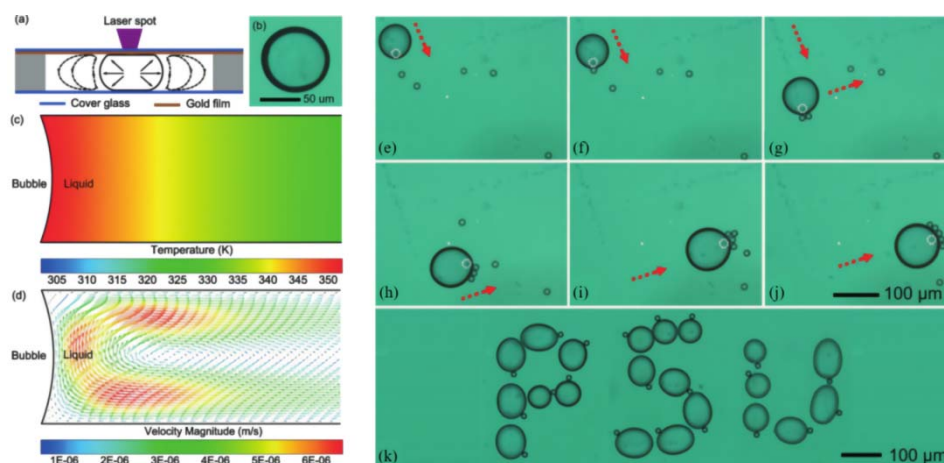 (a)
Laser spot
Cover glass
Gold film
(b)
50 um
(c)
Bubble
Liquid
Temperature (K)
305 310 315 320 325 330 335 340 345 350
(d)
Bubble
Liquid
Velocity Magnitude (m/s)
1E-06 2E-06 3E-06 4E-06 5E-06 6E-06
(e)
(f)
(g)
(h)
(i)
(j)
100 µm
(k)
100 µm